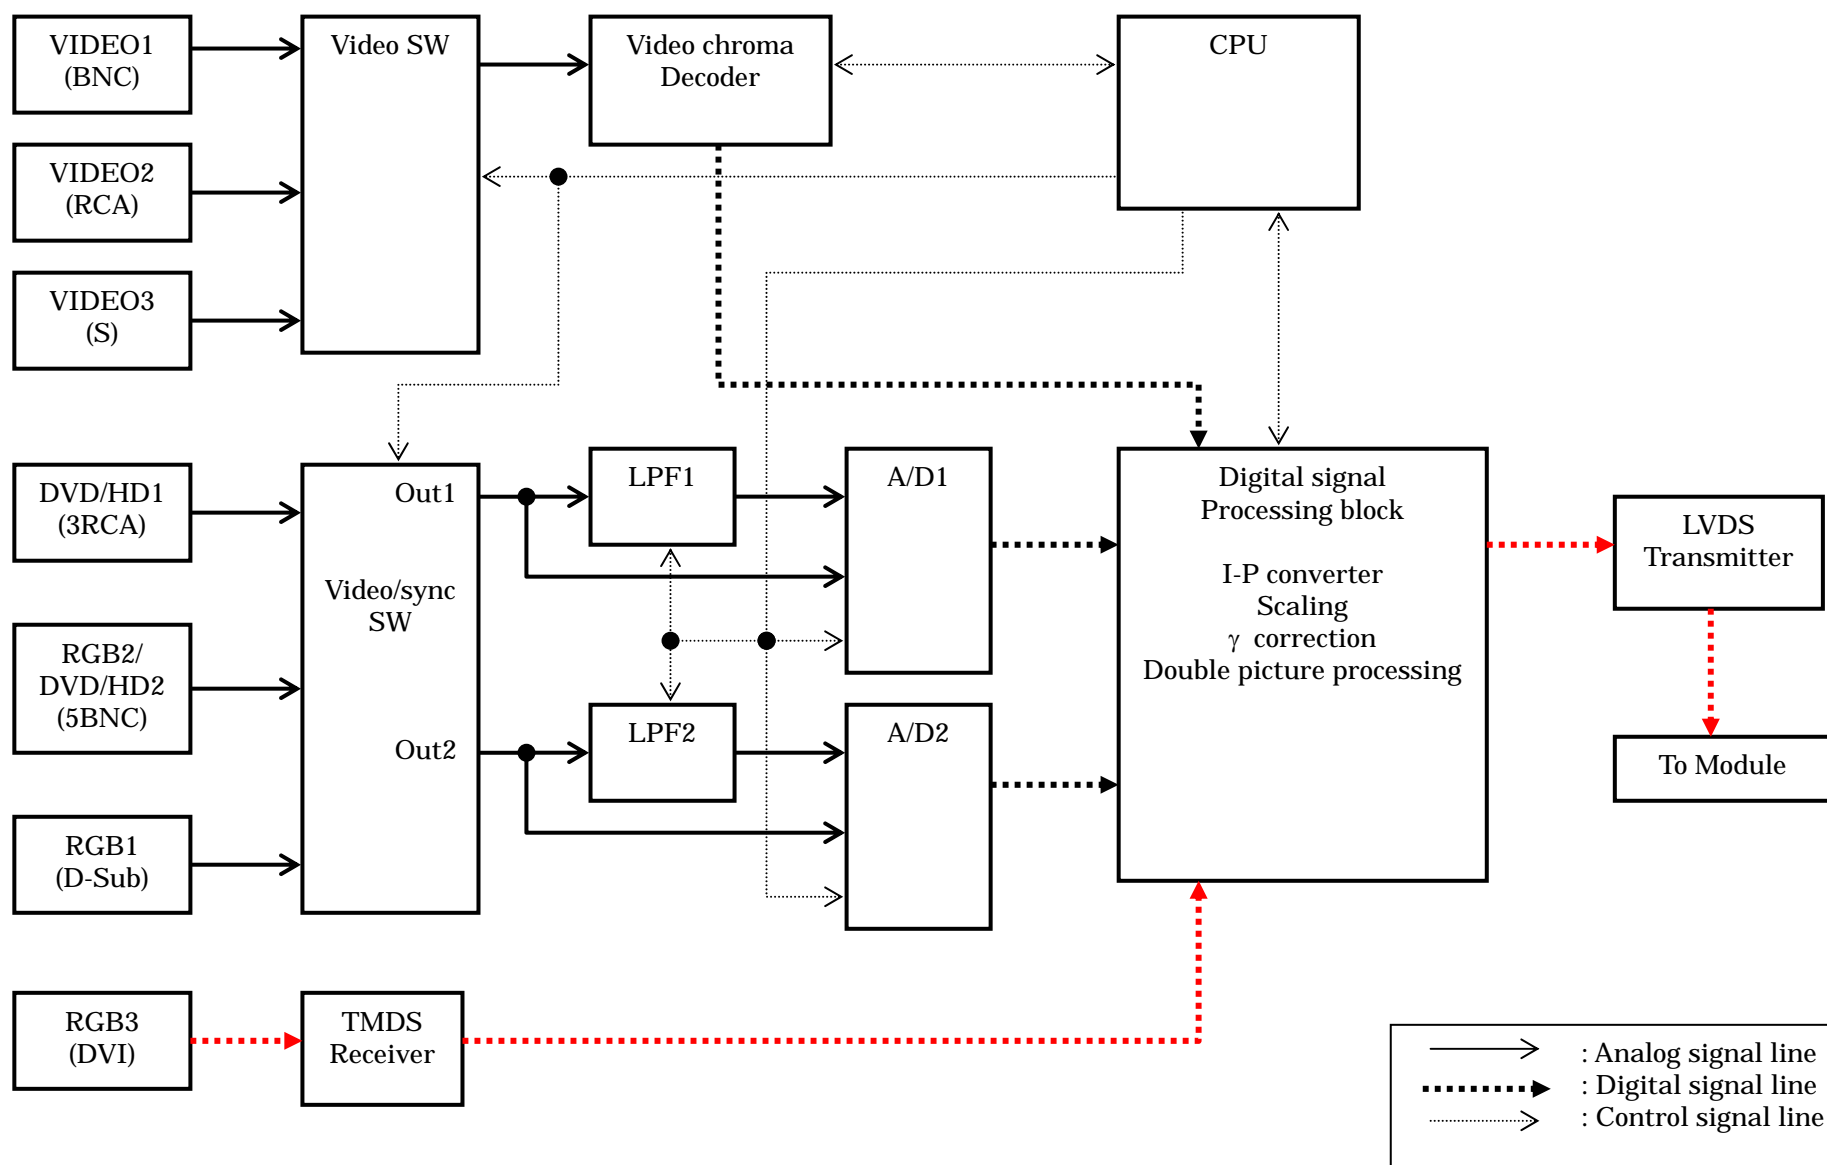 VIDEO1
(BNC)
Video SW
Video chroma
Decoder
CPU
VIDEO2
(RCA)
VIDEO3
(S)
DVD/HD1
(3RCA)
Out1
LPF1
A/D1
Digital signal
Processing block
I-P converter
Scaling
γ correction
Double picture processing
LVDS
Transmitter
Video/sync
SW
RGB2/
DVD/HD2
(5BNC)
Out2
LPF2
A/D2
To Module
RGB1
(D-Sub)
RGB3
(DVI)
TMDS
Receiver
: Analog signal line
: Digital signal line
: Control signal line